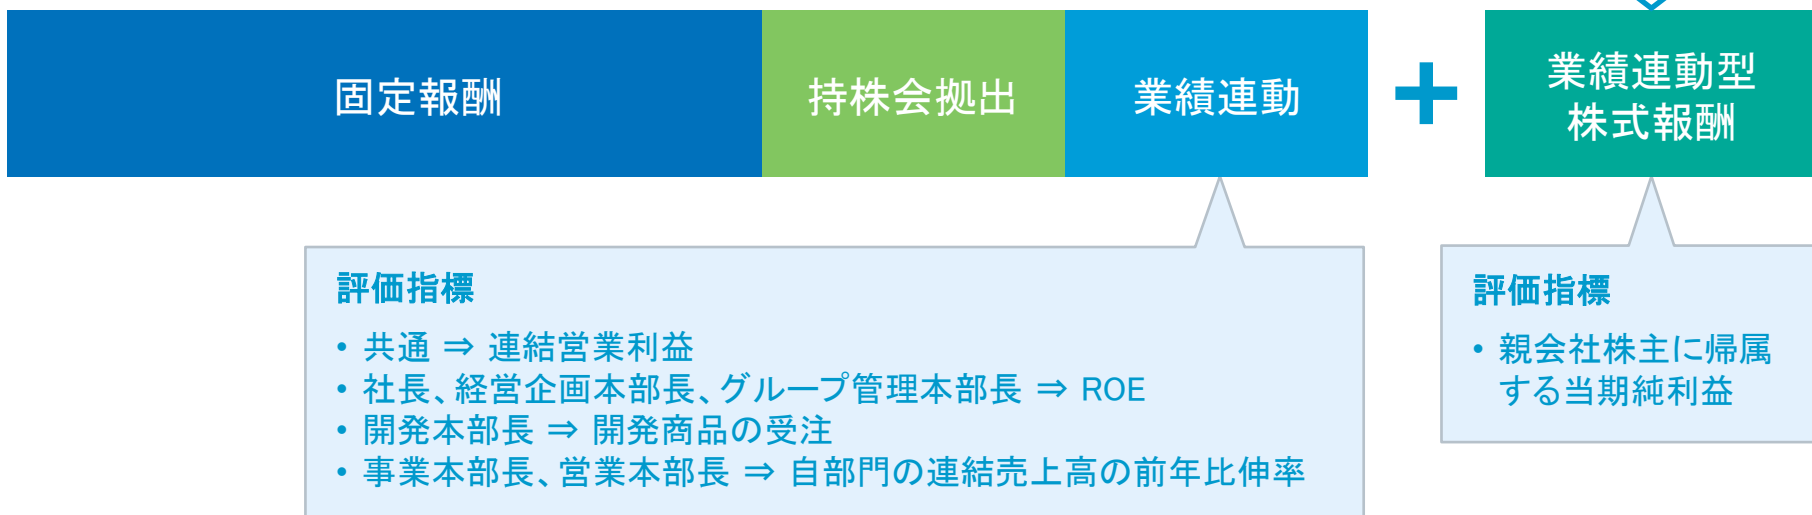 固定報酬
持株会拠出
業績連動
+
業績連動型
株式報酬
評価指標
• 共通 ⇒ 連結営業利益
• 社長、経営企画本部長、グループ管理本部長 ⇒ ROE
• 開発本部長 ⇒ 開発商品の受注
• 事業本部長、営業本部長 ⇒ 自部門の連結売上高の前年比伸率
評価指標
• 親会社株主に帰属
する当期純利益